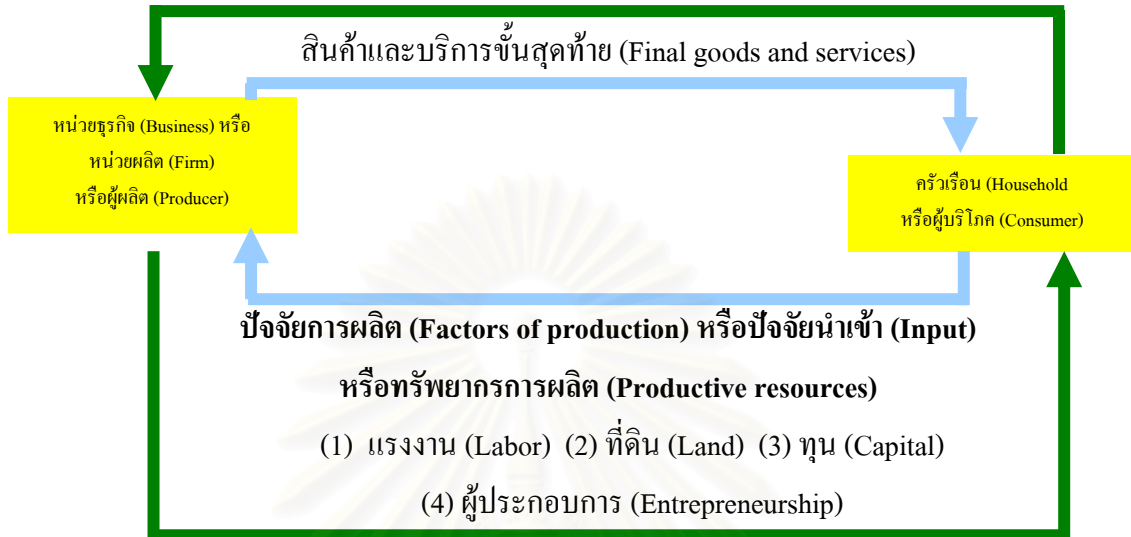 สินค้าและบริการขั้นสุดท้าย (Final goods and services)
หน่วยธุรกิจ (Business) หรือ
หน่วยผลิต (Firm)
หรือผู้ผลิต (Producer)
ครัวเรือน (Household
หรือผู้บริโภค (Consumer)
ปัจจัยการผลิต (Factors of production) หรือปัจจัยนำเข้า (Input)
หรือทรัพยากรการผลิต (Productive resources)
(1) แรงงาน (Labor) (2) ที่ดิน (Land) (3) ทุน (Capital)
(4) ผู้ประกอบการ (Entrepreneurship)